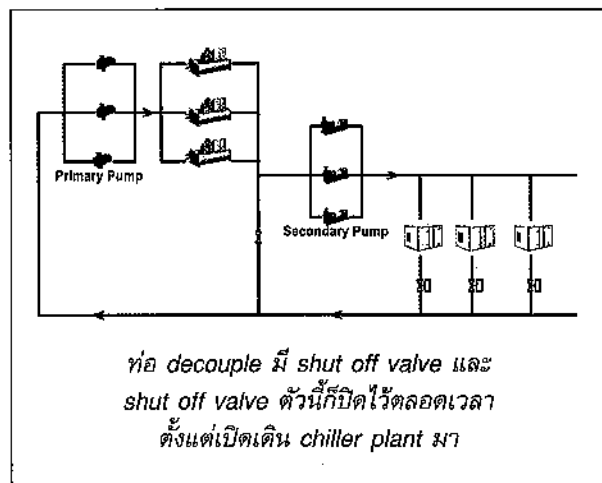 Primary Pump
Secondary Pump
ท่อ decouple มี shut off valve และ
shut off valve ตัวนี้ก็ปิดไว้ตลอดเวลา
ตั้งแต่เปิดเดิน chiller plant มา